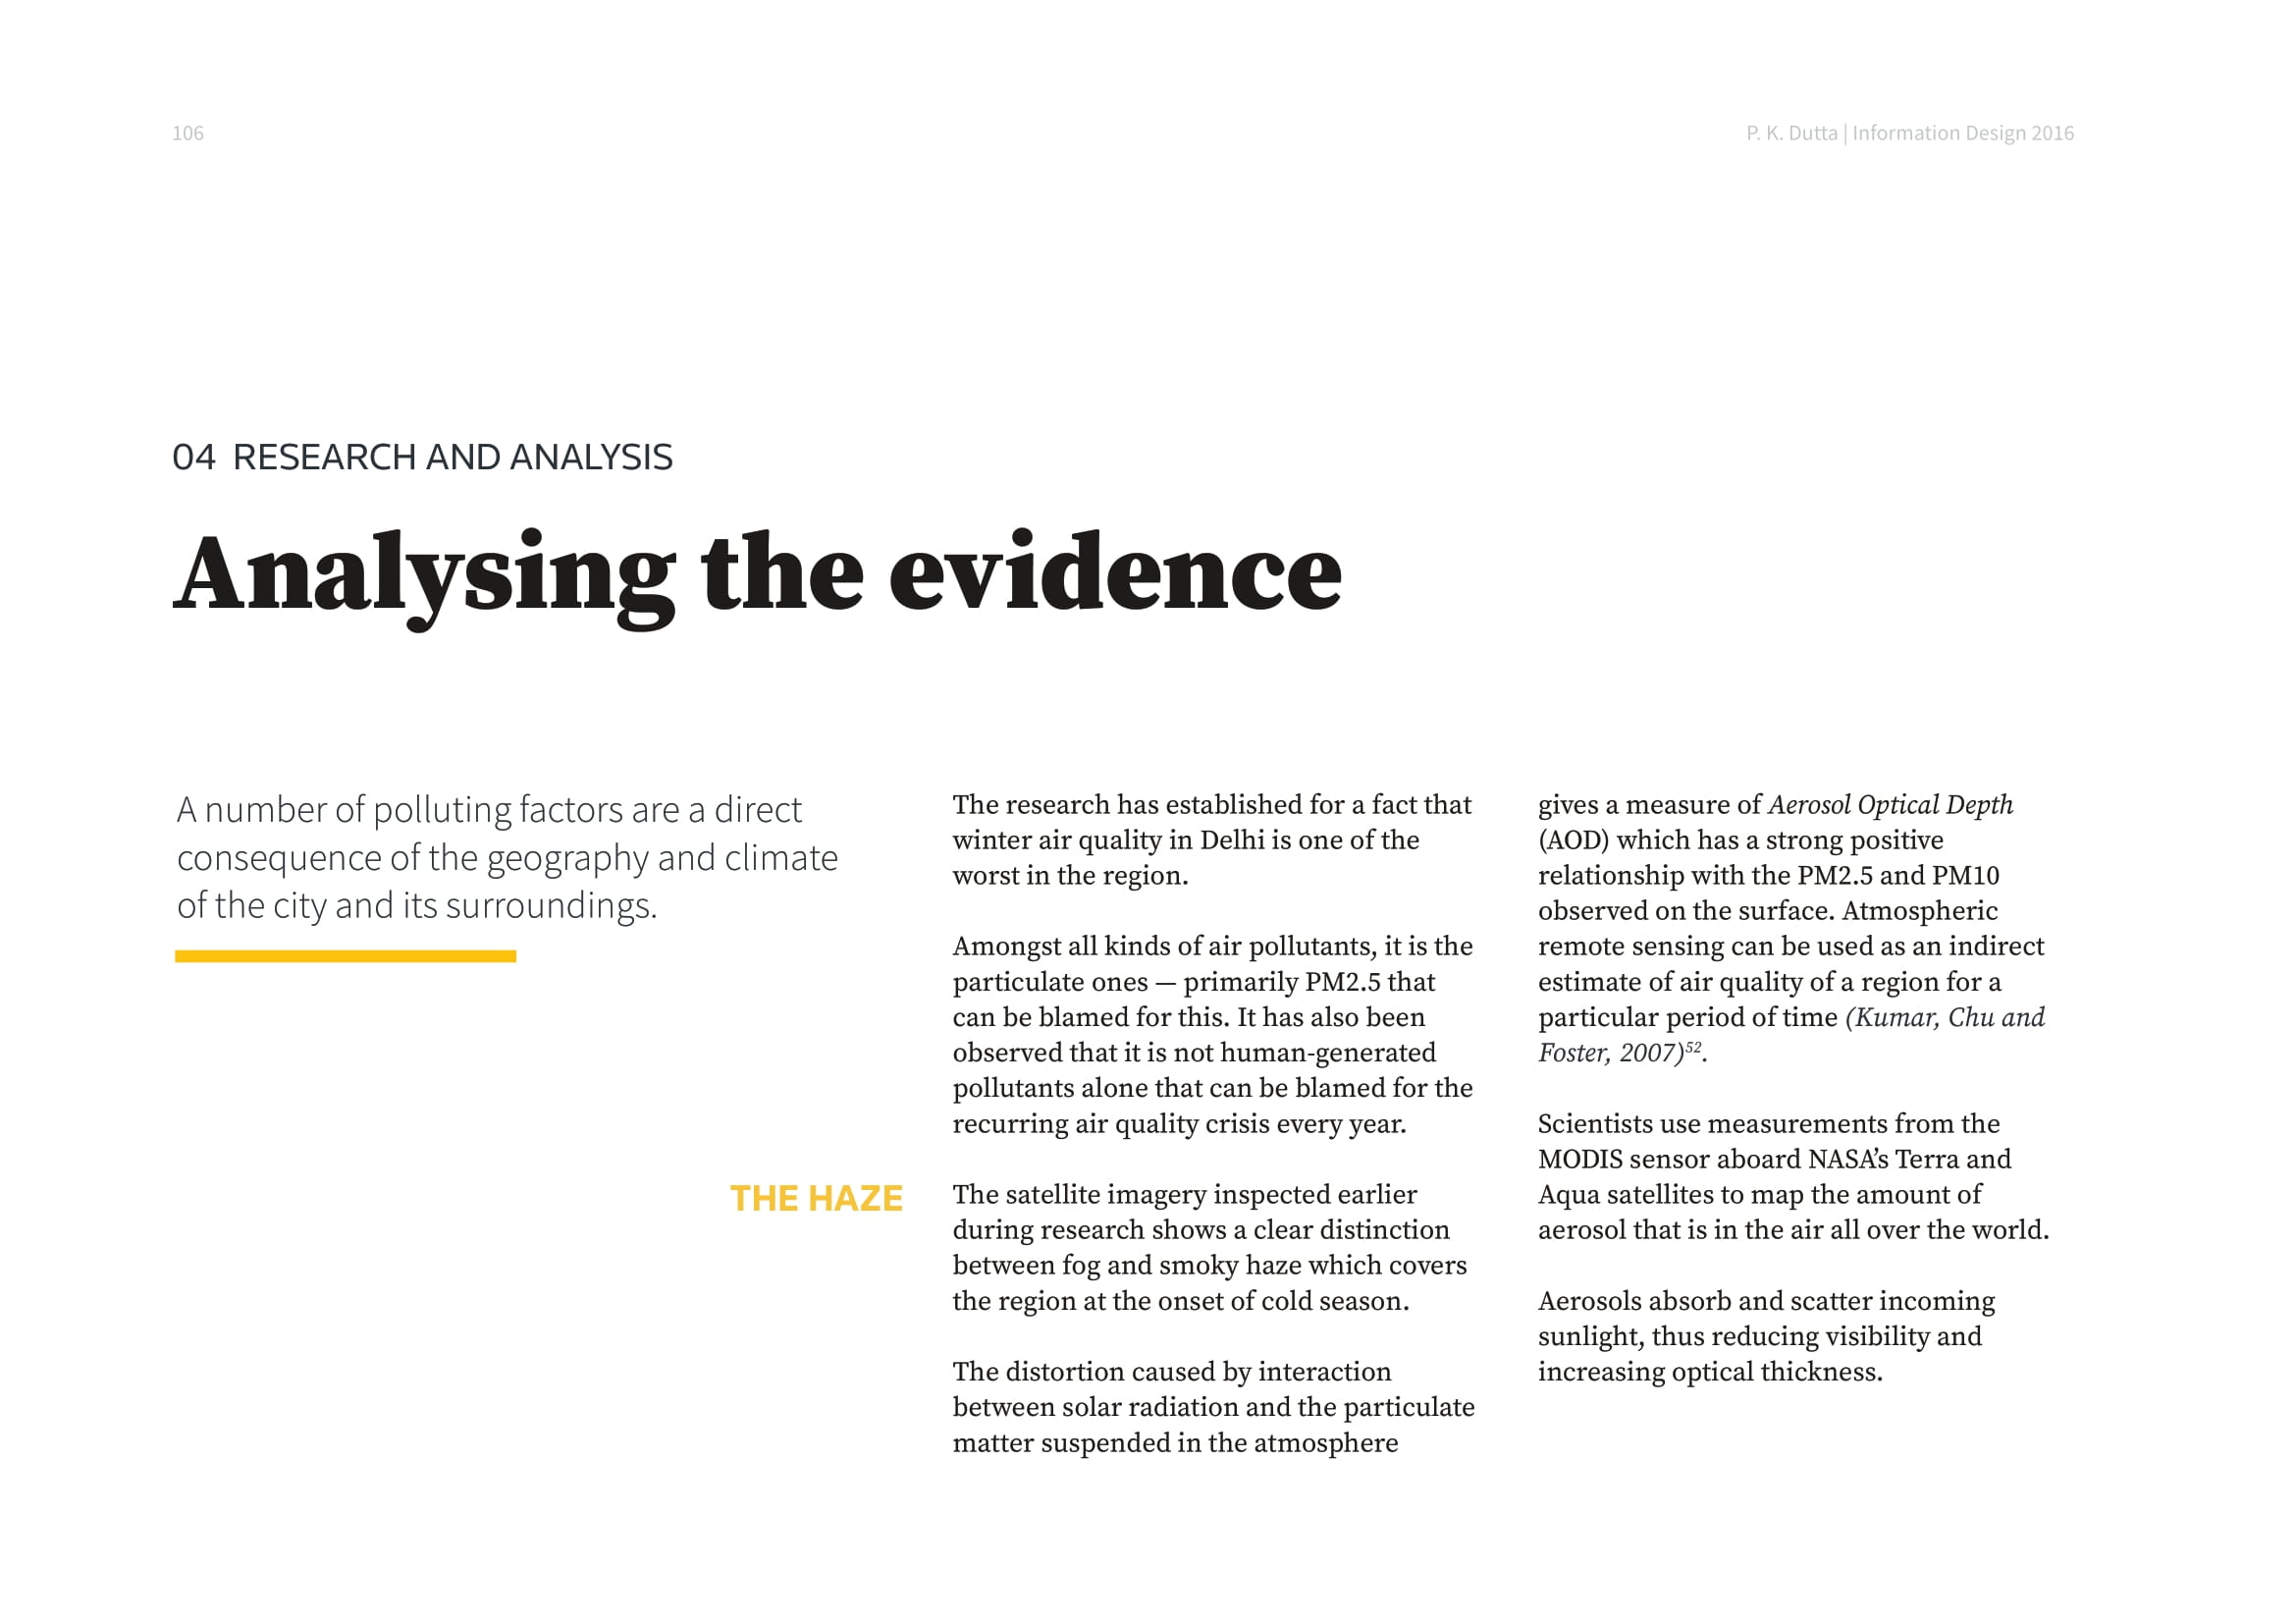 106
P. K. Dutta | Information Design 2016
04 RESEARCH AND ANALYSIS
Analysing the evidence
A number of polluting factors are a direct
consequence of the geography and climate
of the city and its surroundings.
The research has established for a fact that
winter air quality in Delhi is one of the
worst in the region.
Amongst all kinds of air pollutants, it is the
particulate ones — primarily PM2.5 that
can be blamed for this. It has also been
observed that it is not human-generated
pollutants alone that can be blamed for the
recurring air quality crisis every year.
THE HAZE
The satellite imagery inspected earlier
during research shows a clear distinction
between fog and smoky haze which covers
the region at the onset of cold season.
The distortion caused by interaction
between solar radiation and the particulate
matter suspended in the atmosphere
gives a measure of Aerosol Optical Depth
(AOD) which has a strong positive
relationship with the PM2.5 and PM10
observed on the surface. Atmospheric
remote sensing can be used as an indirect
estimate of air quality of a region for a
particular period of time (Kumar, Chu and
Foster, 2007)⁵².
Scientists use measurements from the
MODIS sensor aboard NASA’s Terra and
Aqua satellites to map the amount of
aerosol that is in the air all over the world.
Aerosols absorb and scatter incoming
sunlight, thus reducing visibility and
increasing optical thickness.